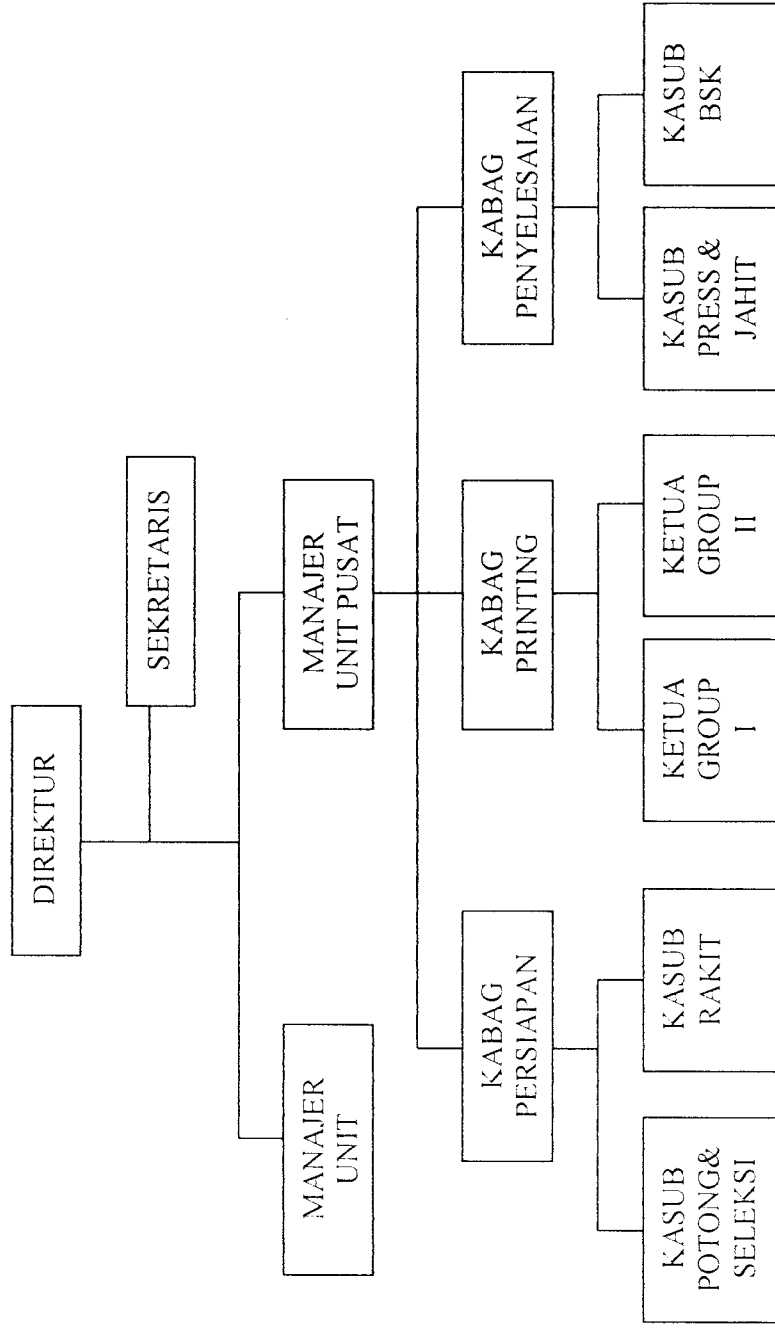 DIREKTUR
SEKRETARIS
MANAJER
UNIT
MANAJER
UNIT PUSAT
KABAG
PERSIAPAN
KABAG
PRINTING
KABAG
PENYELESAIAN
KASUB
POTONG&
SELEKSI
KASUB
RAKIT
KETUA
GROUP
I
KETUA
GROUP
II
KASUB
PRESS &
JAHIT
KASUB
BSK